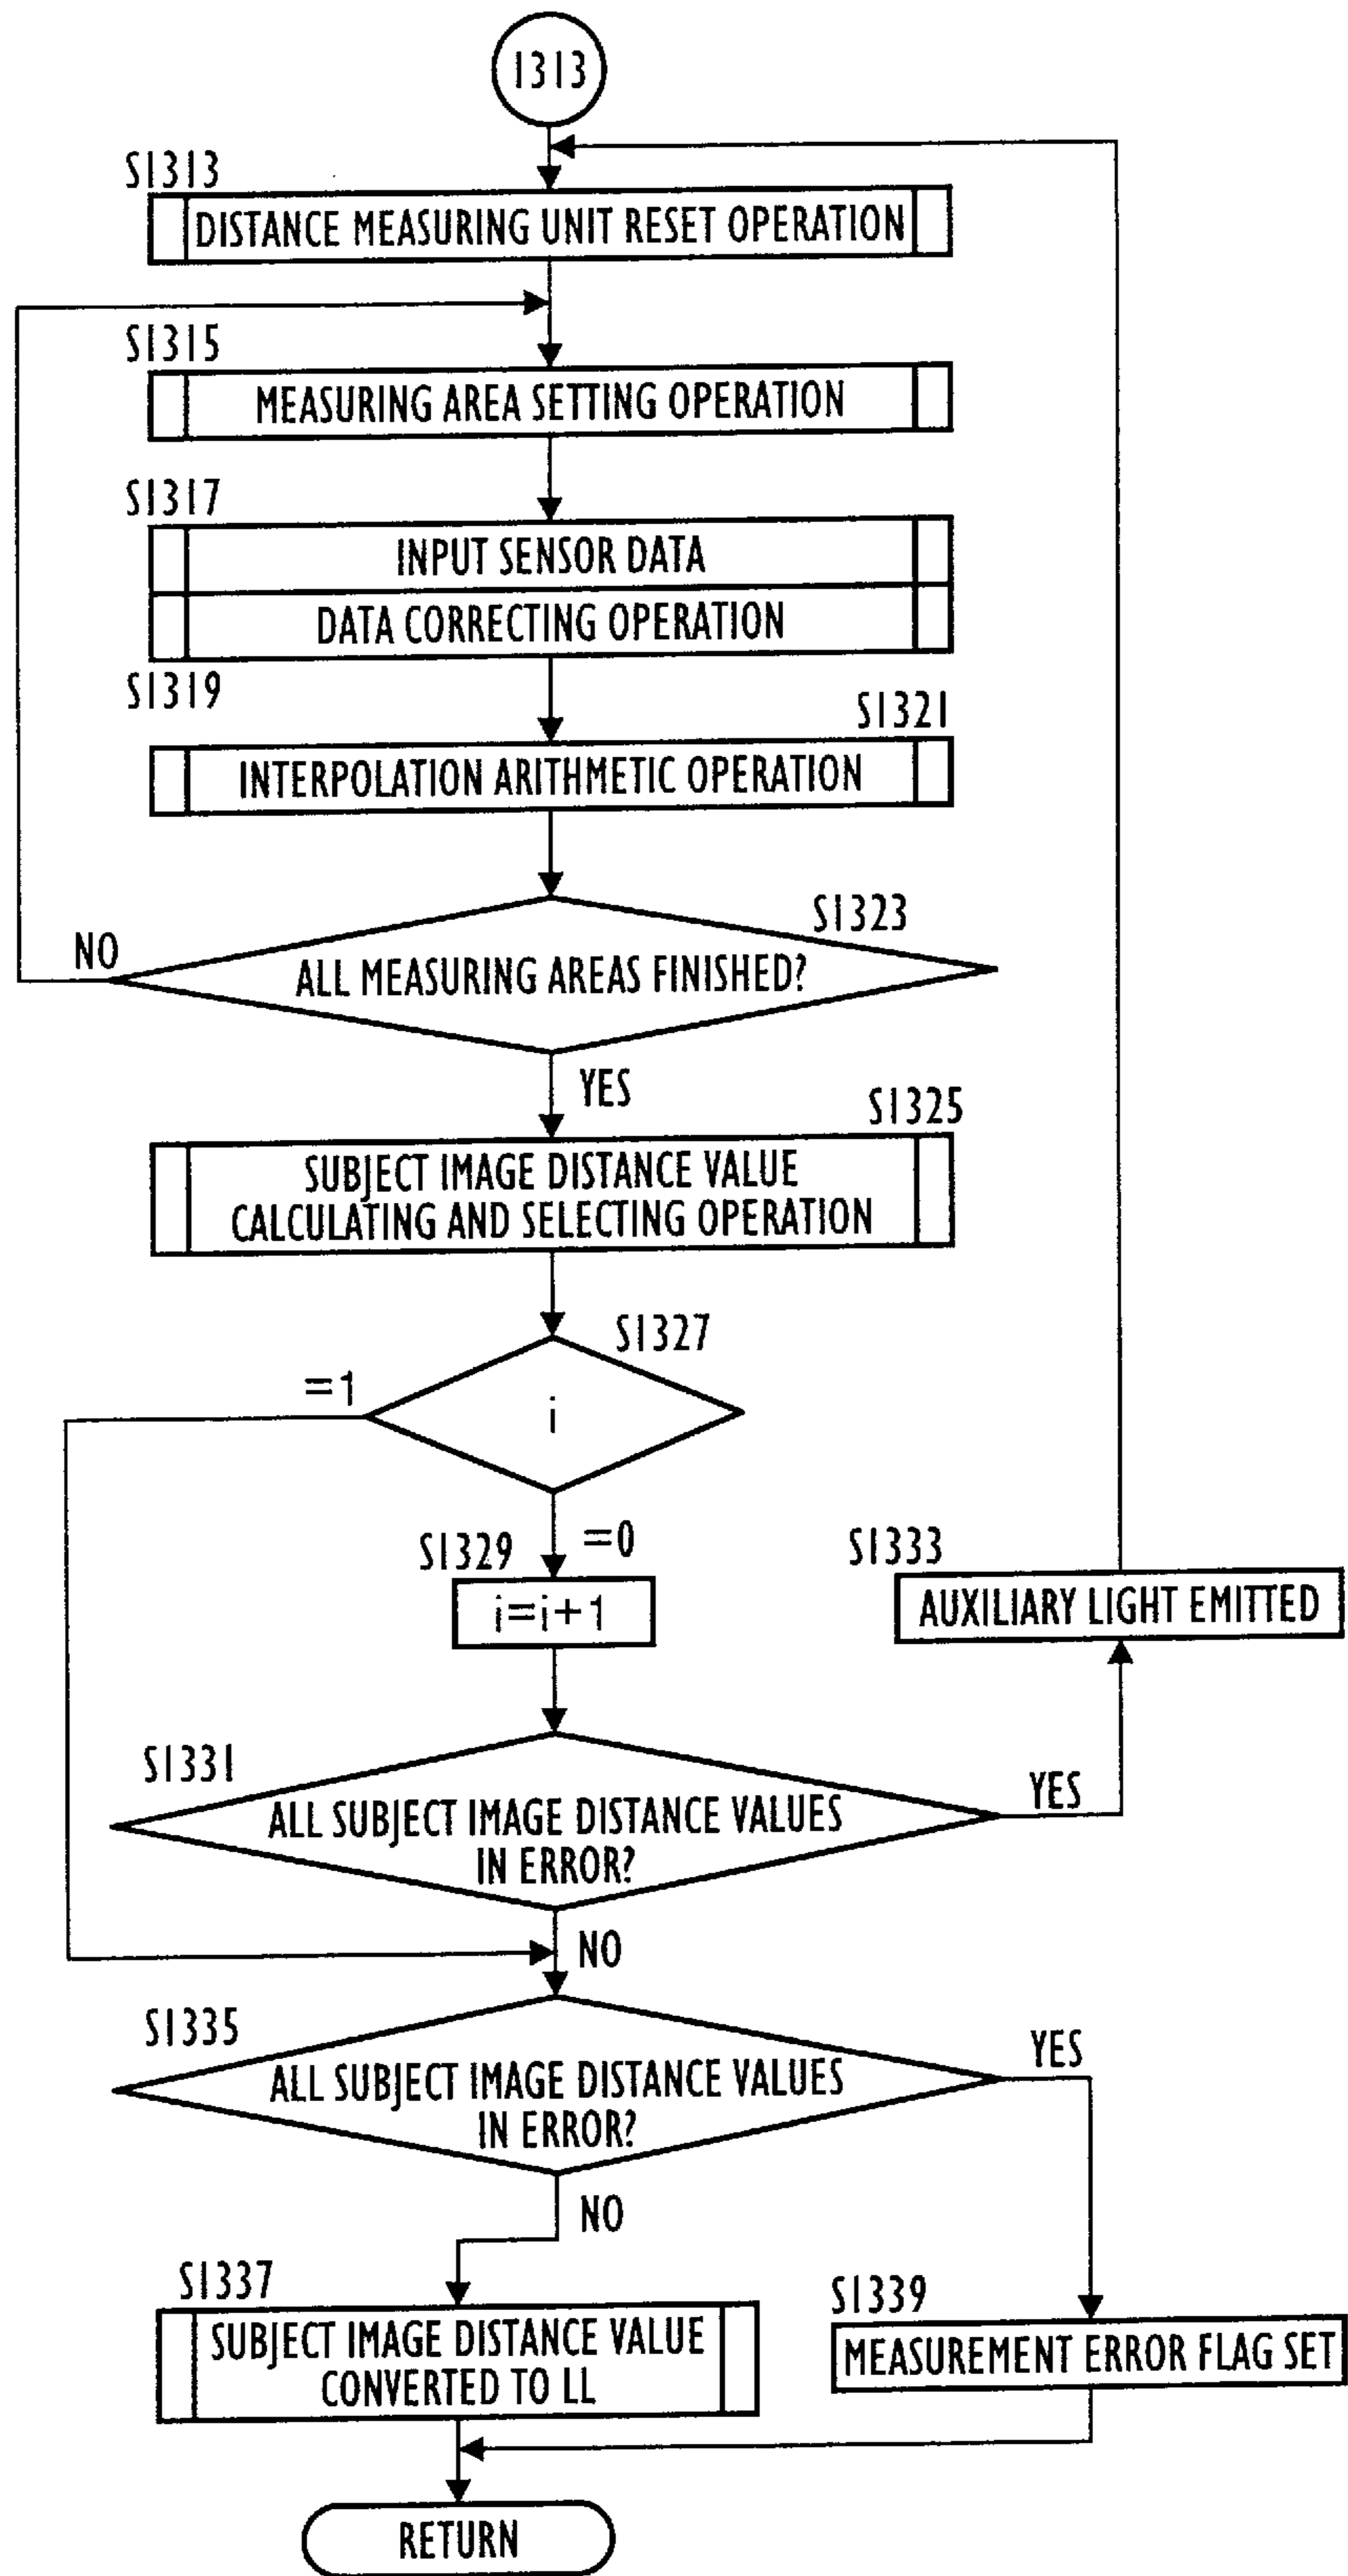 1313
S1313
DISTANCE MEASURING UNIT RESET OPERATION
S1315
MEASURING AREA SETTING OPERATION
S1317
INPUT SENSOR DATA
DATA CORRECTING OPERATION
S1319
S1321
INTERPOLATION ARITHMETIC OPERATION
S1323
NO
ALL MEASURING AREAS FINISHED?
YES
S1325
SUBJECT IMAGE DISTANCE VALUE
CALCULATING AND SELECTING OPERATION
S1327
=1
i
=0
S1329
i=i+1
S1333
AUXILIARY LIGHT EMITTED
S1331
YES
ALL SUBJECT IMAGE DISTANCE VALUES
IN ERROR?
NO
S1335
YES
ALL SUBJECT IMAGE DISTANCE VALUES
IN ERROR?
NO
S1337
SUBJECT IMAGE DISTANCE VALUE
CONVERTED TO LL
S1339
MEASUREMENT ERROR FLAG SET
RETURN